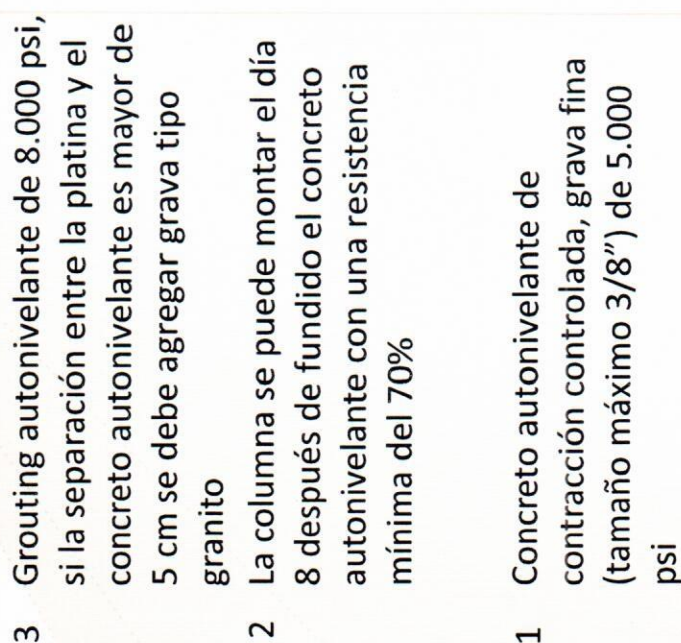 3 Grouting autonivelante de 8.000 psi,
si la separación entre la platina y el
concreto autonivelante es mayor de
5 cm se debe agregar grava tipo
granito
2 La columna se puede montar el día
8 después de fundido el concreto
autonivelante con una resistencia
mínima del 70%
1 Concreto autonivelante de
contracción controlada, grava fina
(tamaño máximo 3/8”) de 5.000
psi